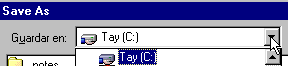 Save As
Guardar en:
Tay (C:)
Tay (C:
notes